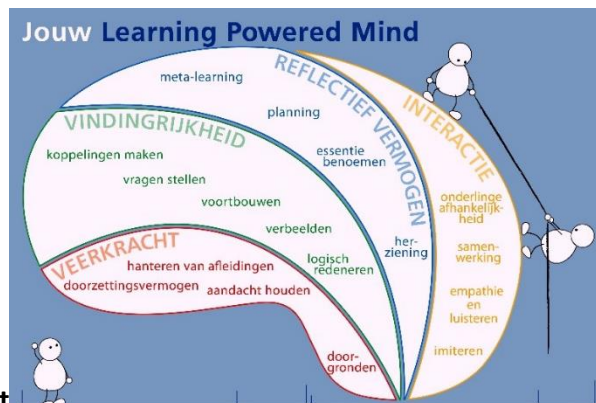 Jouw Learning Powered Mind
REFLECTIEF VERMOGEN
meta-learning
planning
essentie
benoemen
her-
ziening
VINDINGRIJKHEID
koppelingen maken
vragen stellen
voortbouwen
verbeelden
logisch
redeneren
VEERKRACHT
hanteren van afleidingen
doorzettingsvermogen
aandacht houden
door-
gronden
INTERACTIE
onderlinge
afhankelijk-
heid
samen-
werking
empathie
en
luisteren
imiteren
t